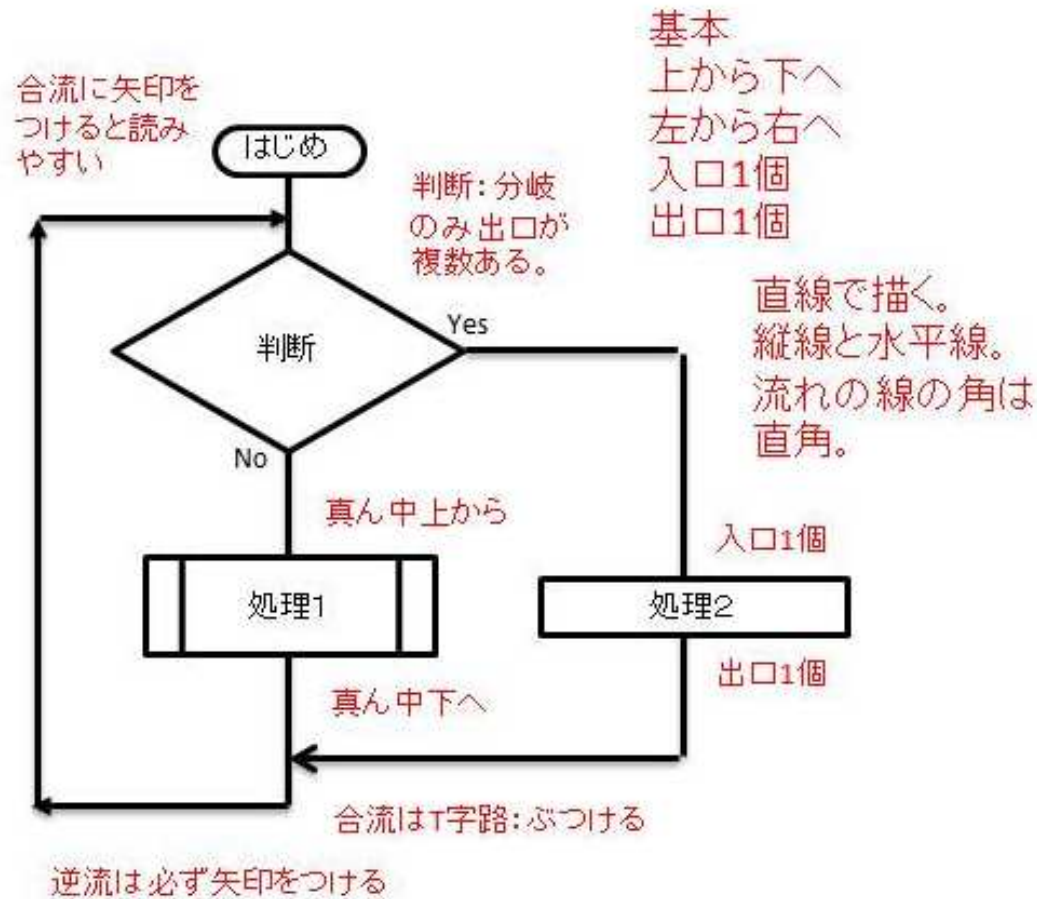 基本
上から下へ
左から右へ
入口1個
出口1個
合流に矢印を
つけると読み
やすい
はじめ
判断：分岐
のみ出口が
複数ある。
直線で描く。
縦線と水平線。
流れの線の角は
直角。
判断
Yes
No
真ん中上から
入口1個
処理1
処理2
出口1個
真ん中下へ
合流はT字路：ぶつける
逆流は必ず矢印をつける